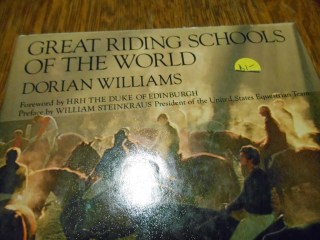 GREAT RIDING SCHOOLS
OF THE WORLD
DORIAN WILLIAMS
Foreword by HRH THE DUKE OF EDINBURGH
Preface by WILLIAM STEINKRAUS President of the United States Equestrian Team